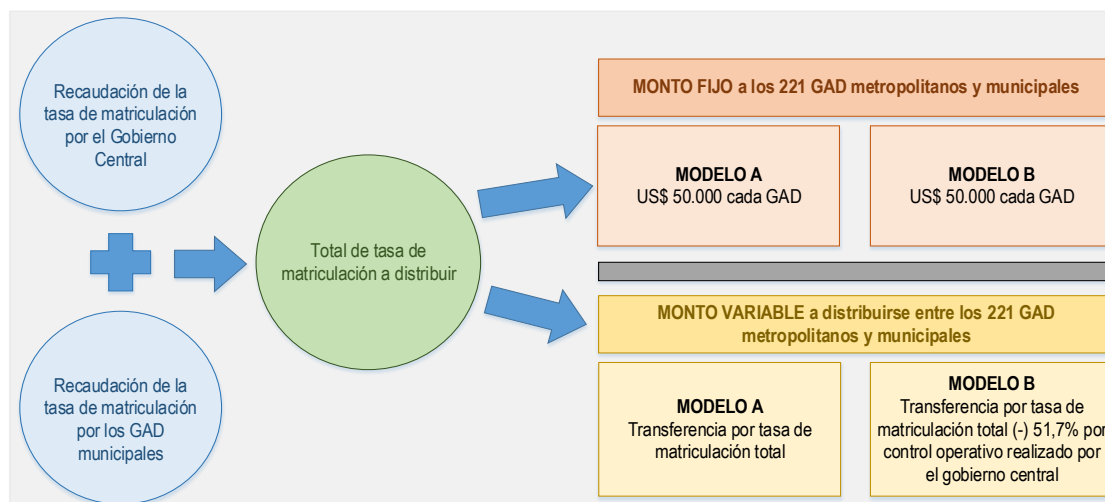 Recaudación de la
tasa de matriculación
por el Gobierno
Central
Recaudación de la
tasa de matriculación
por los GAD
municipales
Total de tasa de
matriculación a distribuir
MONTO FIJO a los 221 GAD metropolitanos y municipales
MODELO A
US$ 50.000 cada GAD
MODELO B
US$ 50.000 cada GAD
MONTO VARIABLE a distribuirse entre los 221 GAD
metropolitanos y municipales
MODELO A
Transferencia por tasa de
matriculación total
MODELO B
Transferencia por tasa de
matriculación total (-) 51,7% por
control operativo realizado por
el gobierno central